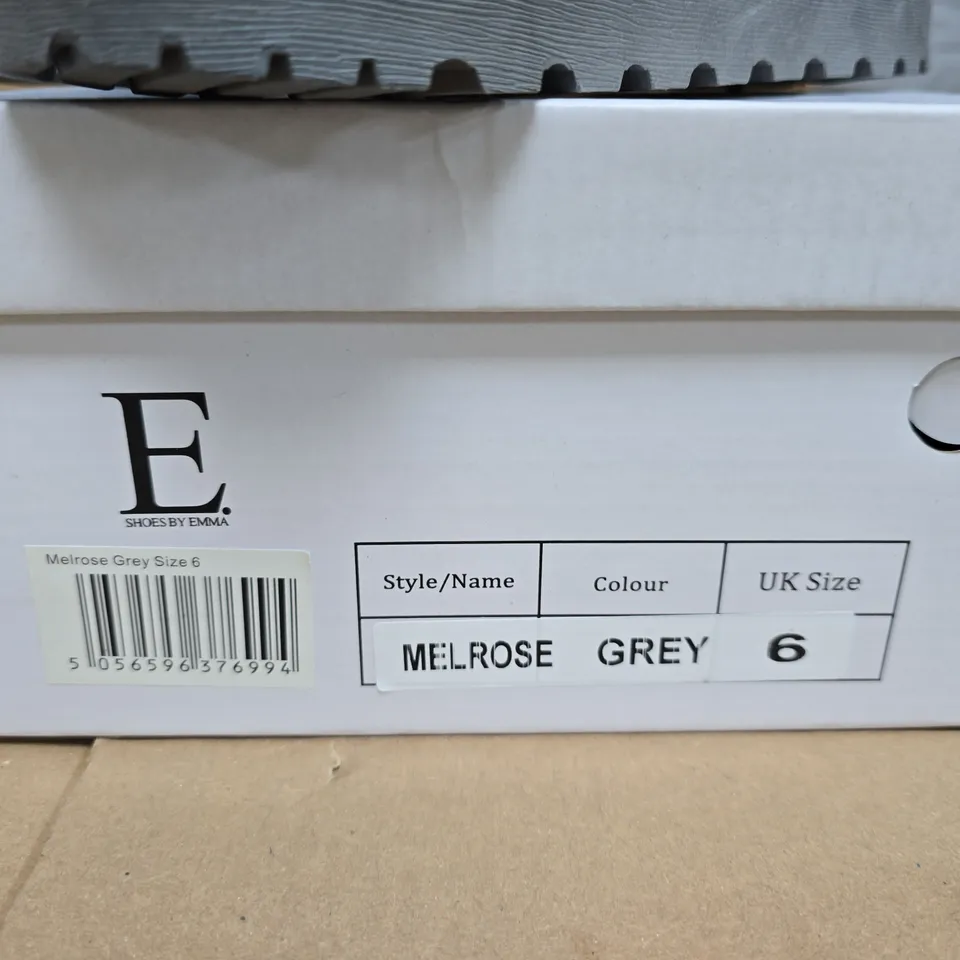 E.
SHOES BY EMMA
Melrose Grey Size 6
5 056596 376994
Style/Name Colour UK Size
MELROSE GREY 6